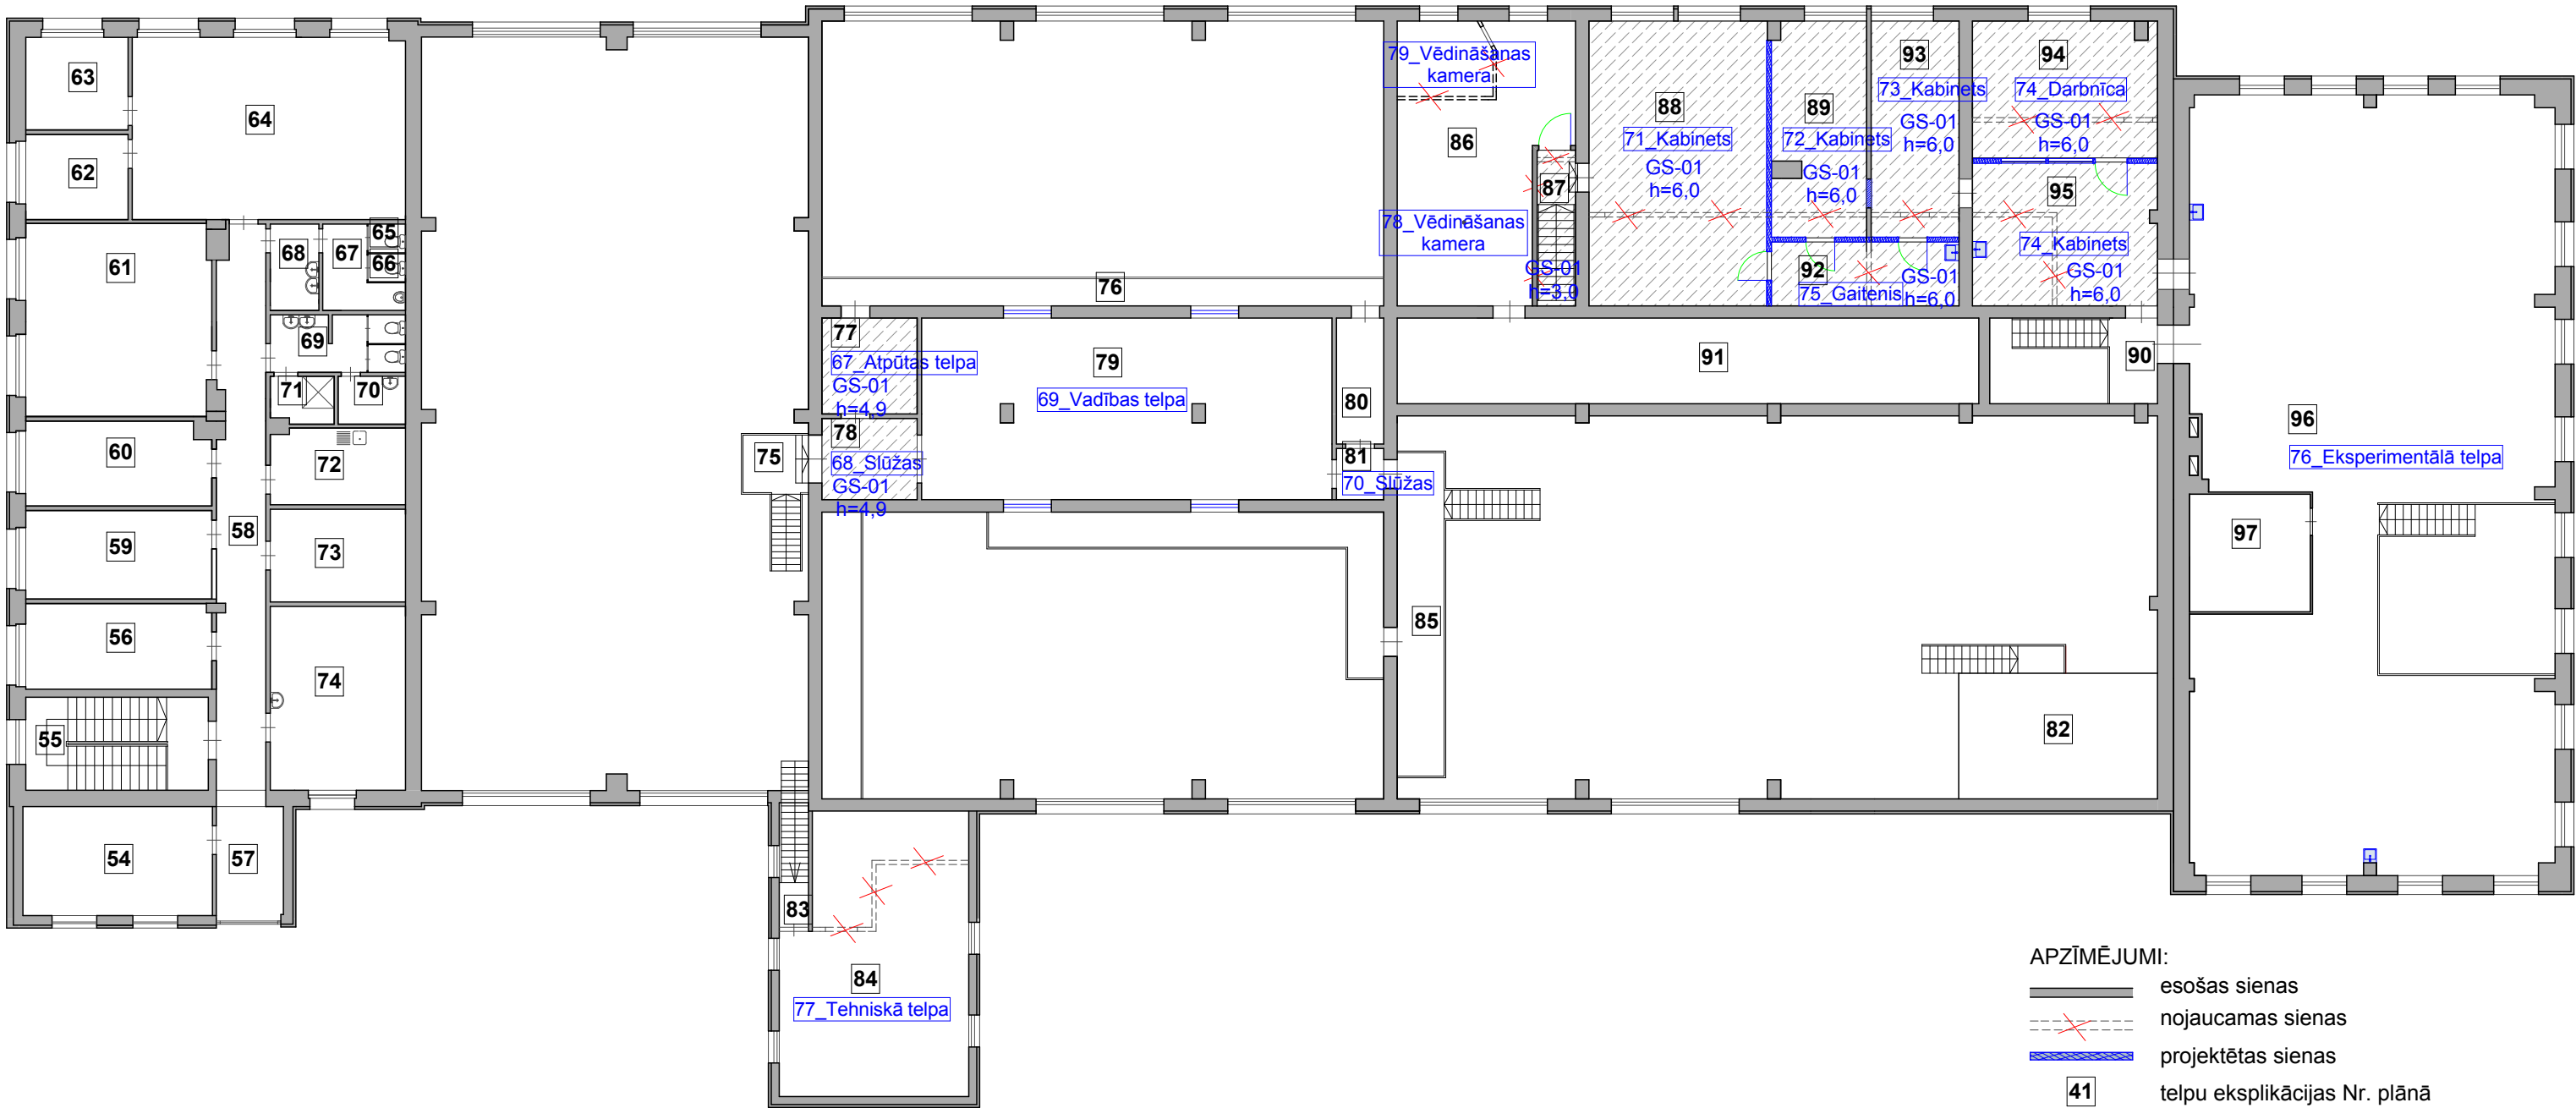 63
64
62
61
68
67
65
66
69
71
70
60
72
59
58
73
56
74
55
54
57
76
77
67_Atpūtas telpa
GS-01
h=4,9
78
68_Slūžas
GS-01
h=4,9
75
79
69_Vadības telpa
80
81
70_Slūžas
79_Vēdināšanas
kamera
86
87
78_Vēdināšanas
kamera
GS-01
h=3,0
88
71_Kabinets
GS-01
h=6,0
89
72_Kabinets
GS-01
h=6,0
93
73_Kabinets
GS-01
h=6,0
92
75_Gaitenis
GS-01
h=6,0
94
74_Darbnīca
GS-01
h=6,0
95
74_Kabinets
GS-01
h=6,0
91
90
96
76_Eksperimentālā telpa
97
85
82
83
84
77_Tehniskā telpa
APZĪMĒJUMI:
esošas sienas
nojaucamas sienas
projektētas sienas
41 telpu eksplikācijas Nr. plānā